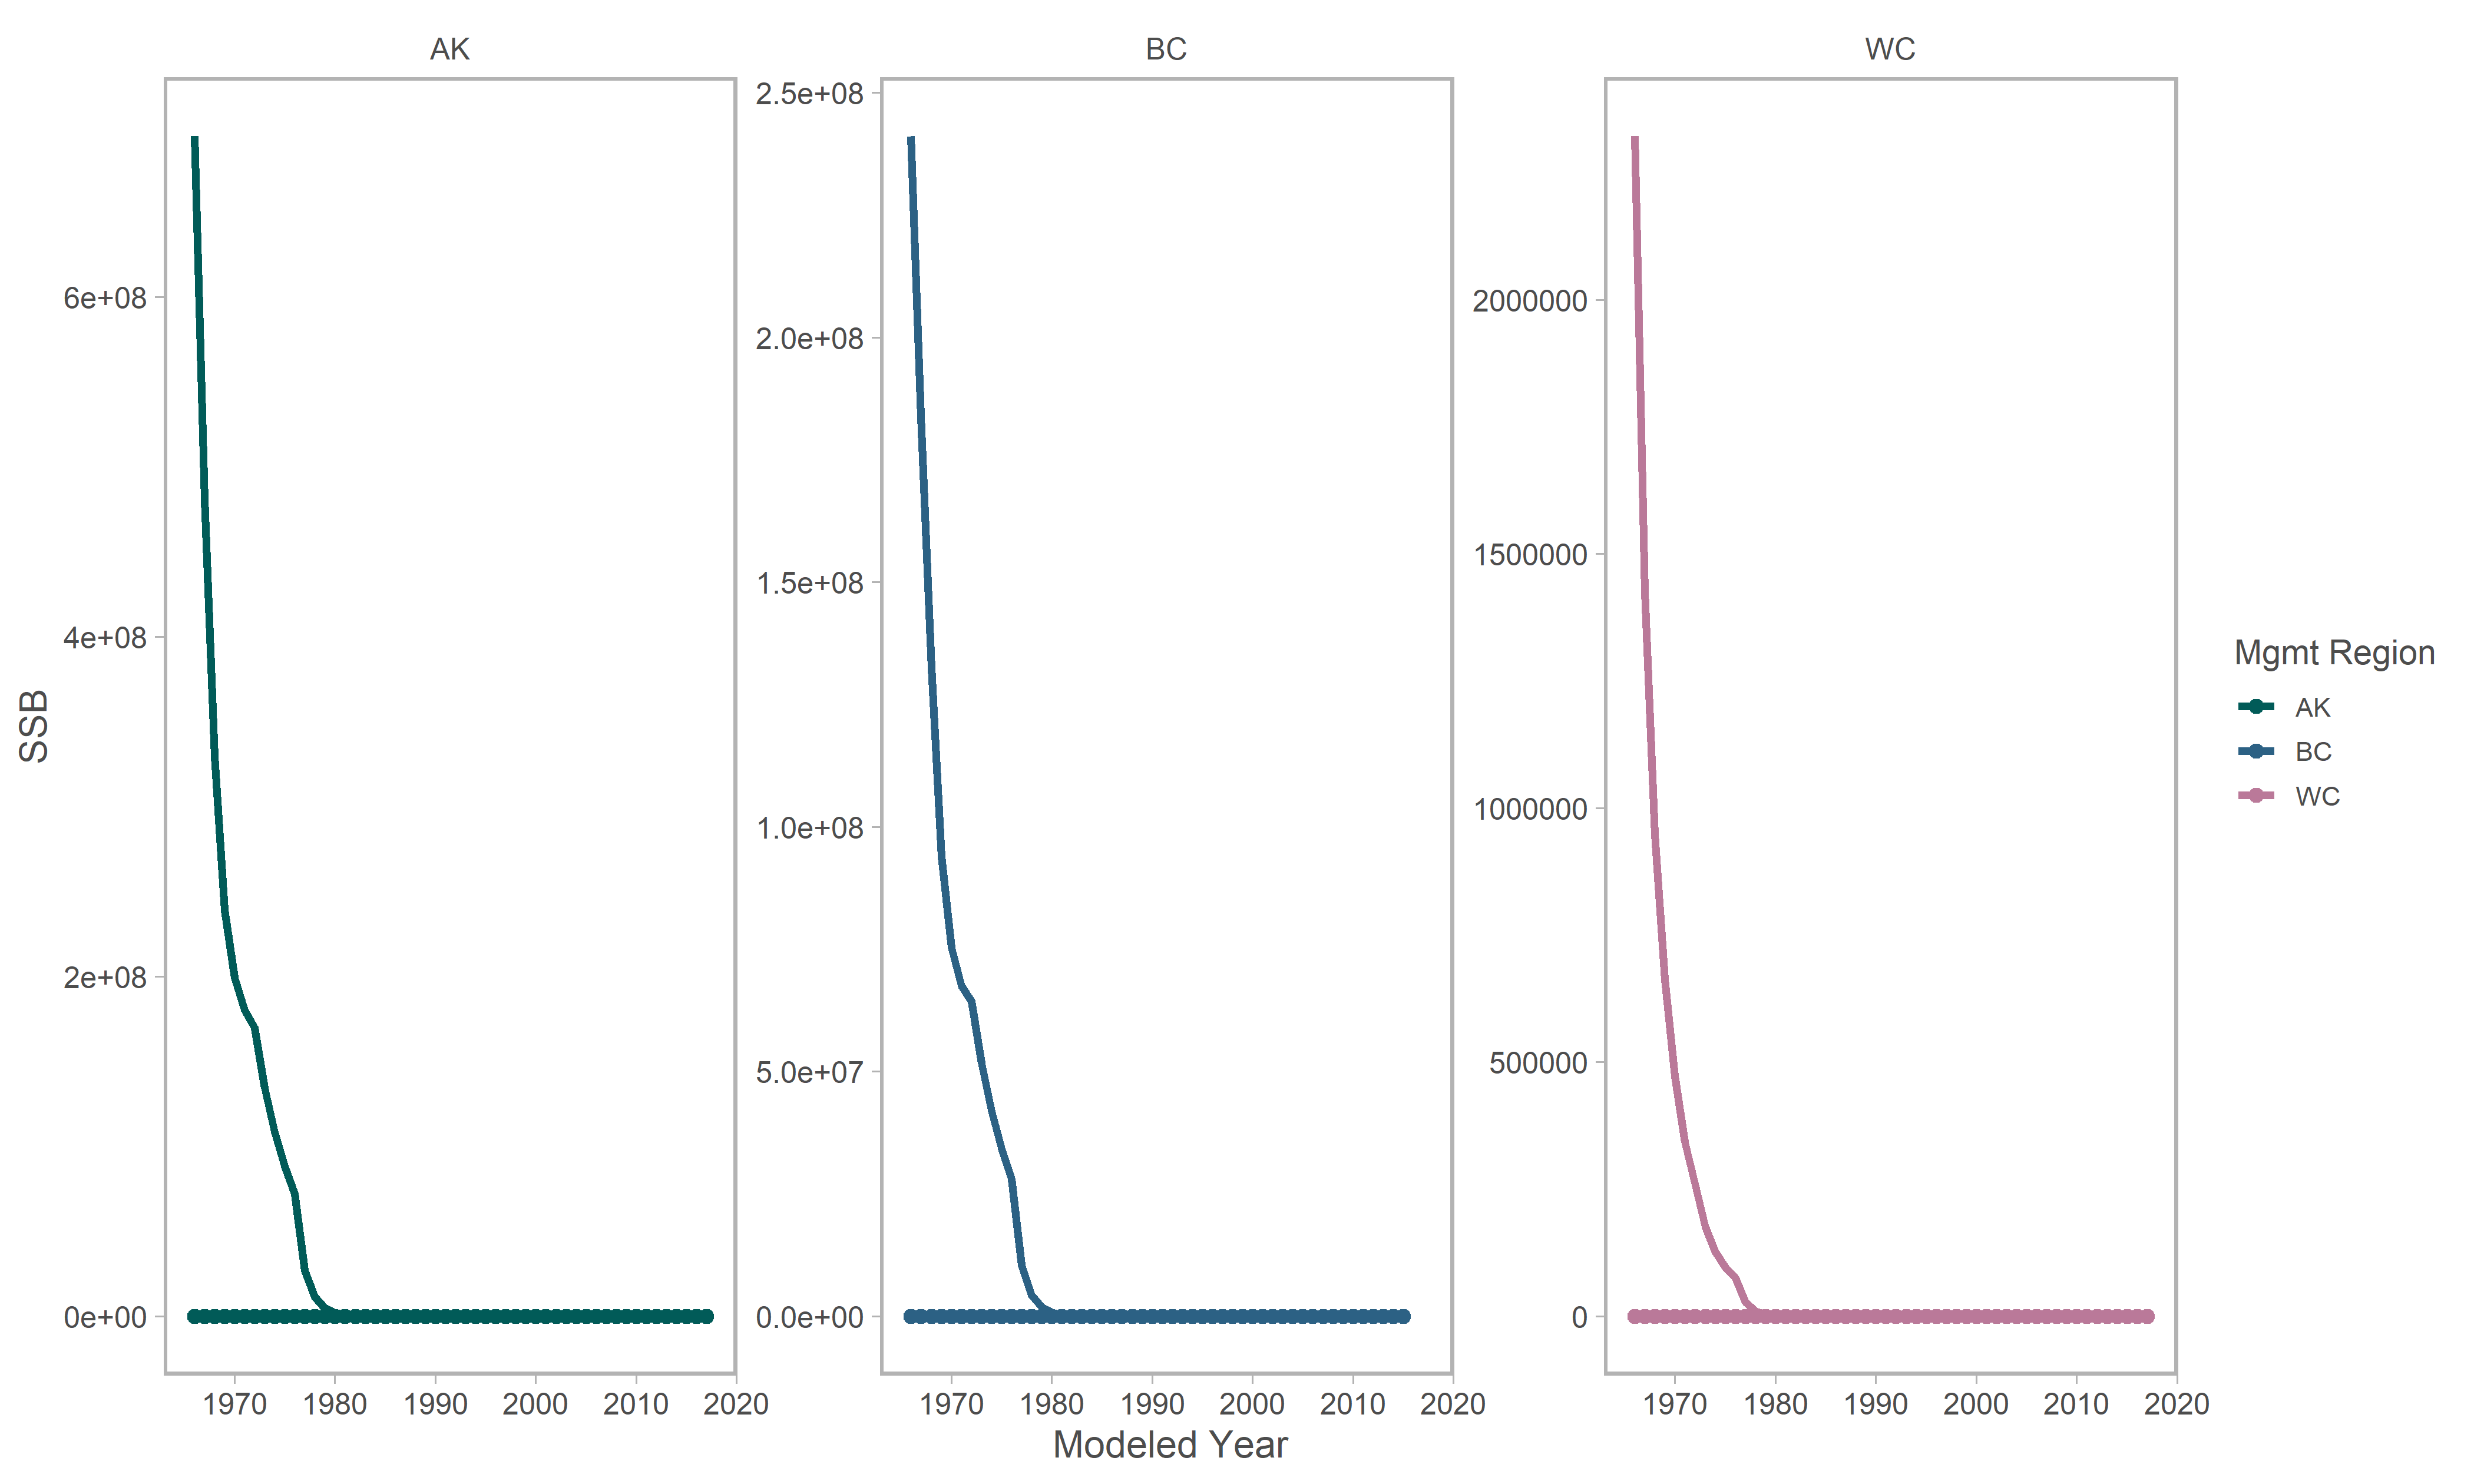 AK BC WC
2.5e+08
6e+08 2.0e+08 2000000
1.5e+08 1500000
4e+08
1.0e+08 1000000
2e+08
5.0e+07 500000
0e+00 0.0e+00 0
SSB
1970 1980 1990 2000 2010 2020 1970 1980 1990 2000 2010 2020 1970 1980 1990 2000 2010 2020
Modeled Year
Mgmt Region
AK
BC
WC